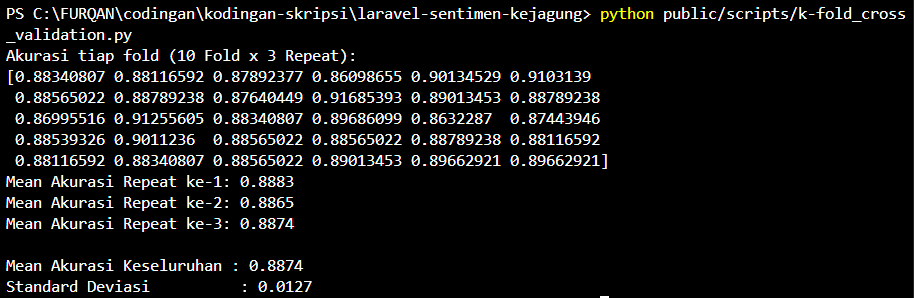 PS C:\FURQAN\codingan\kodingan-skripsi\laravel-sentimen-kejagung> python public/scripts/k-fold_cross
_validation.py
Akurasi tiap fold (10 Fold x 3 Repeat):
[0.88340807 0.88116592 0.87892377 0.86098655 0.90134529 0.9103139
 0.88565022 0.88789238 0.87640449 0.91685393 0.89013453 0.88789238
 0.86995516 0.91255605 0.88340807 0.89686099 0.8632287  0.87443946
 0.88539326 0.9011236  0.88565022 0.88565022 0.88789238 0.88116592
 0.88116592 0.88340807 0.88565022 0.89013453 0.89662921 0.89662921]
Mean Akurasi Repeat ke-1: 0.8883
Mean Akurasi Repeat ke-2: 0.8865
Mean Akurasi Repeat ke-3: 0.8874
Mean Akurasi Keseluruhan : 0.8874
Standard Deviasi         : 0.0127